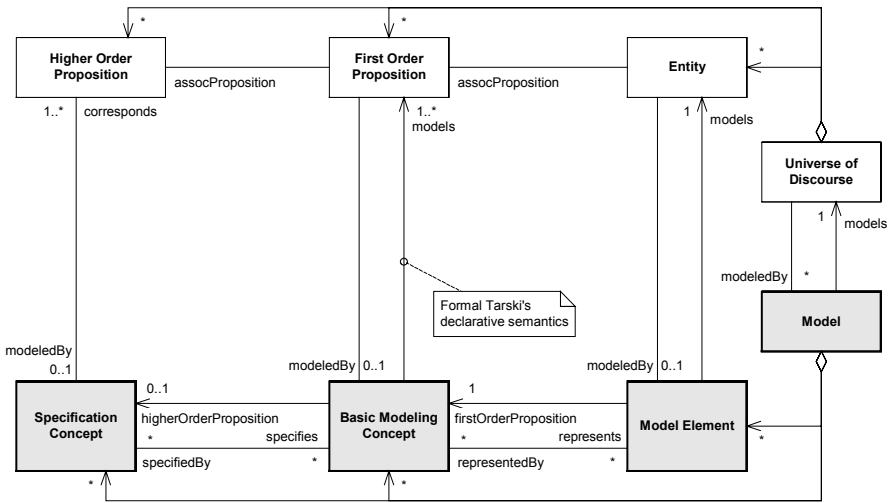 * *
Higher Order
Proposition
First Order
Proposition
Entity
*
assocProposition
assocProposition
1..* corresponds
1..*
models
1
models
Universe of
Discourse
1
models
modeledBy *
Formal Tarski's
declarative semantics
Model
modeledBy
0..1
modeledBy 0..1
modeledBy 0..1
0..1
1
Specification
Concept
higherOrderProposition
Basic Modeling
Concept
firstOrderProposition
Model Element
* specifies
* represents
*
specifiedBy *
representedBy *
* *